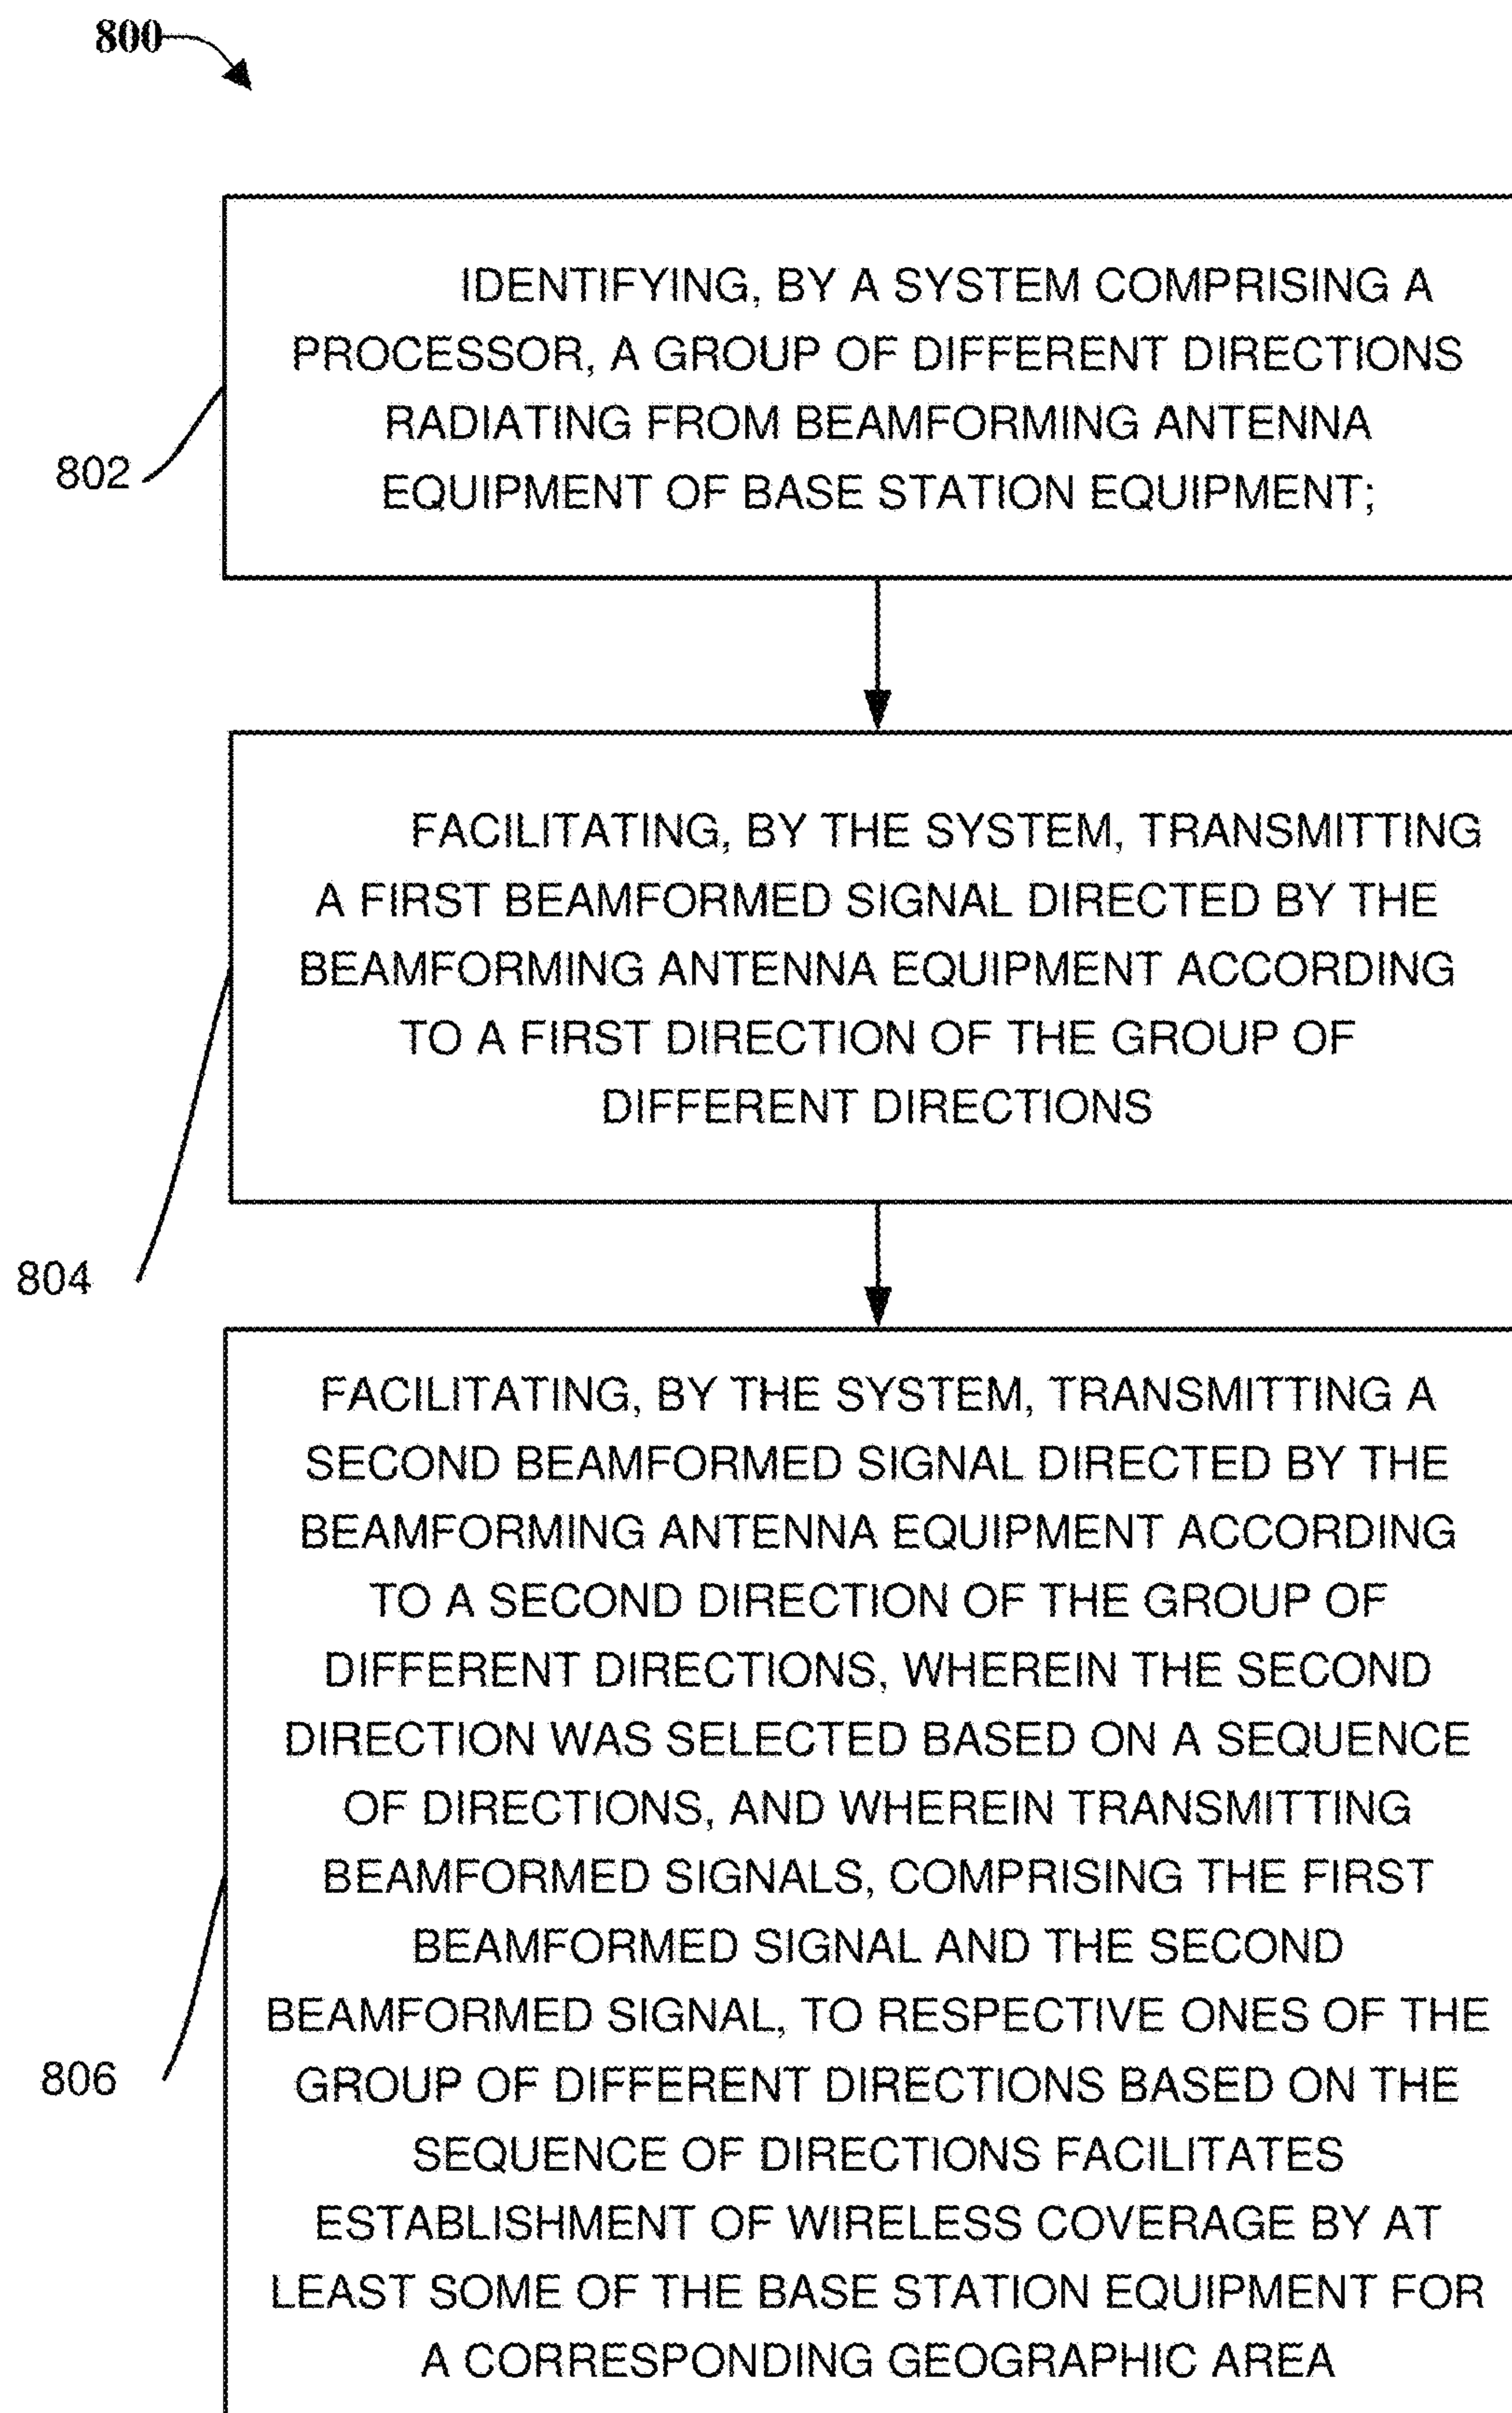 800
IDENTIFYING, BY A SYSTEM COMPRISING A
PROCESSOR, A GROUP OF DIFFERENT DIRECTIONS
RADIATING FROM BEAMFORMING ANTENNA
EQUIPMENT OF BASE STATION EQUIPMENT;
802
FACILITATING, BY THE SYSTEM, TRANSMITTING
A FIRST BEAMFORMED SIGNAL DIRECTED BY THE
BEAMFORMING ANTENNA EQUIPMENT ACCORDING
TO A FIRST DIRECTION OF THE GROUP OF
DIFFERENT DIRECTIONS
804
FACILITATING, BY THE SYSTEM, TRANSMITTING A
SECOND BEAMFORMED SIGNAL DIRECTED BY THE
BEAMFORMING ANTENNA EQUIPMENT ACCORDING
TO A SECOND DIRECTION OF THE GROUP OF
DIFFERENT DIRECTIONS, WHEREIN THE SECOND
DIRECTION WAS SELECTED BASED ON A SEQUENCE
OF DIRECTIONS, AND WHEREIN TRANSMITTING
BEAMFORMED SIGNALS, COMPRISING THE FIRST
BEAMFORMED SIGNAL AND THE SECOND
BEAMFORMED SIGNAL, TO RESPECTIVE ONES OF THE
GROUP OF DIFFERENT DIRECTIONS BASED ON THE
SEQUENCE OF DIRECTIONS FACILITATES
ESTABLISHMENT OF WIRELESS COVERAGE BY AT
LEAST SOME OF THE BASE STATION EQUIPMENT FOR
A CORRESPONDING GEOGRAPHIC AREA
806